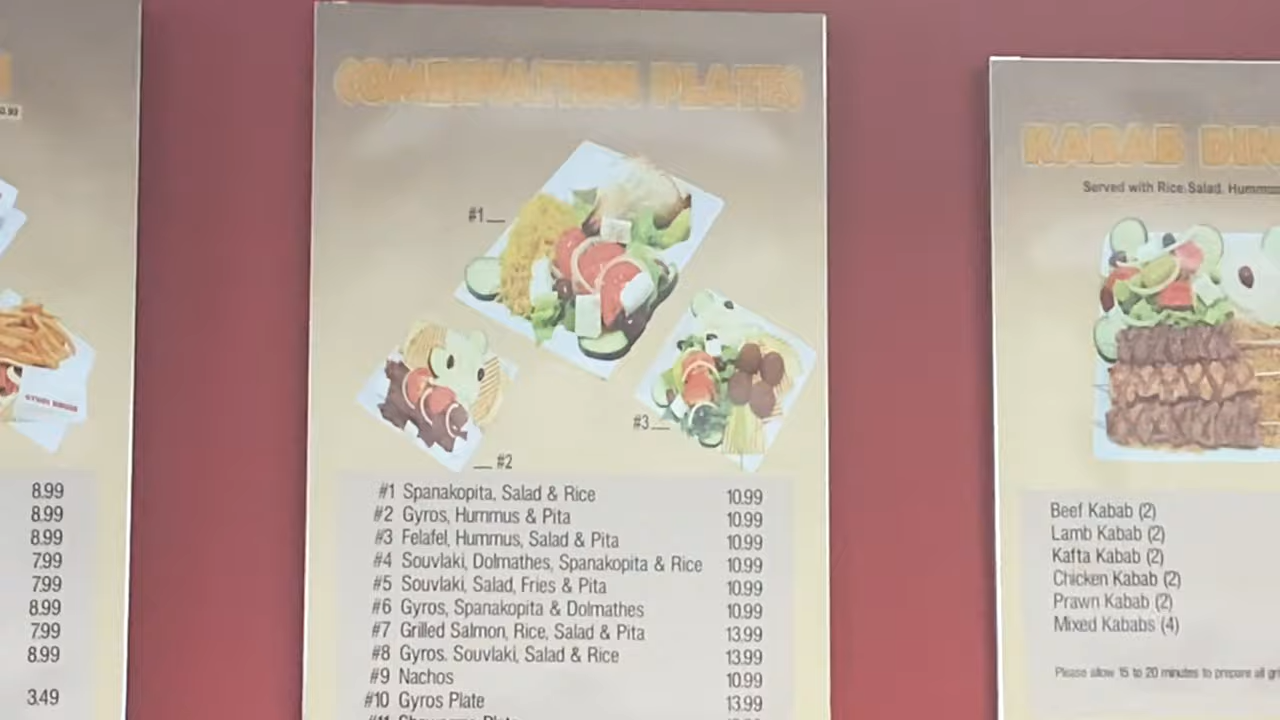 8.99
8.99
8.99
7.99
7.99
8.99
7.99
8.99
3.49
COMBINATION PLATES
#1
#2
#3
#1 Spanakopita, Salad & Rice 10.99
#2 Gyros, Hummus & Pita 10.99
#3 Felafel, Hummus, Salad & Pita 10.99
#4 Souvlaki, Dolmathes, Spanakopita & Rice 10.99
#5 Souvlaki, Salad, Fries & Pita 10.99
#6 Gyros, Spanakopita & Dolmathes 10.99
#7 Grilled Salmon, Rice, Salad & Pita 13.99
#8 Gyros. Souvlaki, Salad & Rice 13.99
#9 Nachos 10.99
#10 Gyros Plate 13.99
KABAB
Served with Rice, Salad, Hummus
Beef Kabab (2)
Lamb Kabab (2)
Kafta Kabab (2)
Chicken Kabab (2)
Prawn Kabab (2)
Mixed Kababs (4)
Please allow 15 to 20 minutes to prepare all